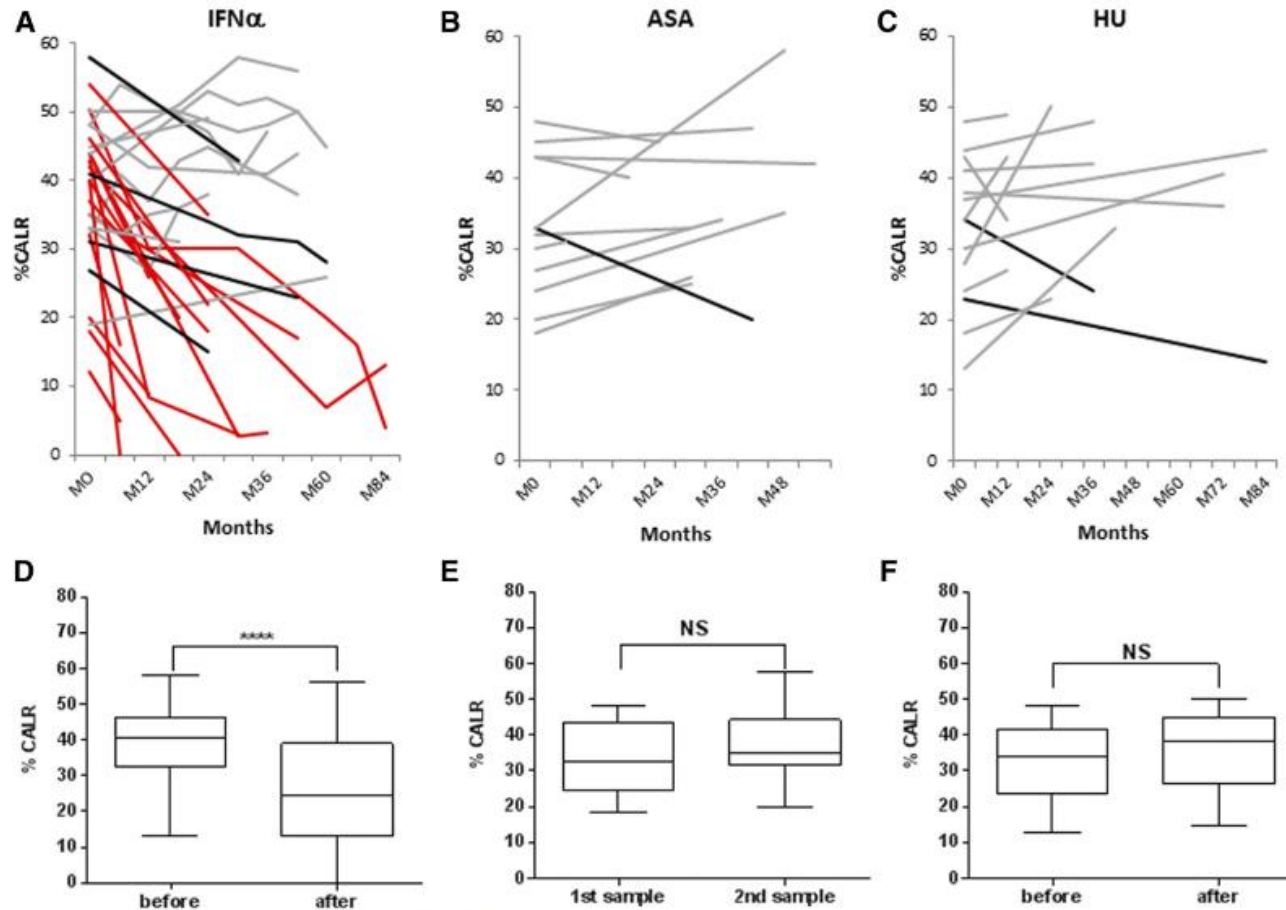 A
IFNα
60
50
40
30
20
10
0
%CALR
M0
M12
M24
M36
M60
M84
Months
B
ASA
60
50
40
30
20
10
0
%CALR
M0
M12
M24
M36
M48
Months
C
HU
60
50
40
30
20
10
0
%CALR
M0
M12
M24
M36
M48
M60
M72
M84
Months
D
80
70
60
50
40
30
20
10
0
% CALR
****
before
after
E
80
70
60
50
40
30
20
10
0
% CALR
NS
1st sample
2nd sample
F
80
70
60
50
40
30
20
10
0
% CALR
NS
before
after